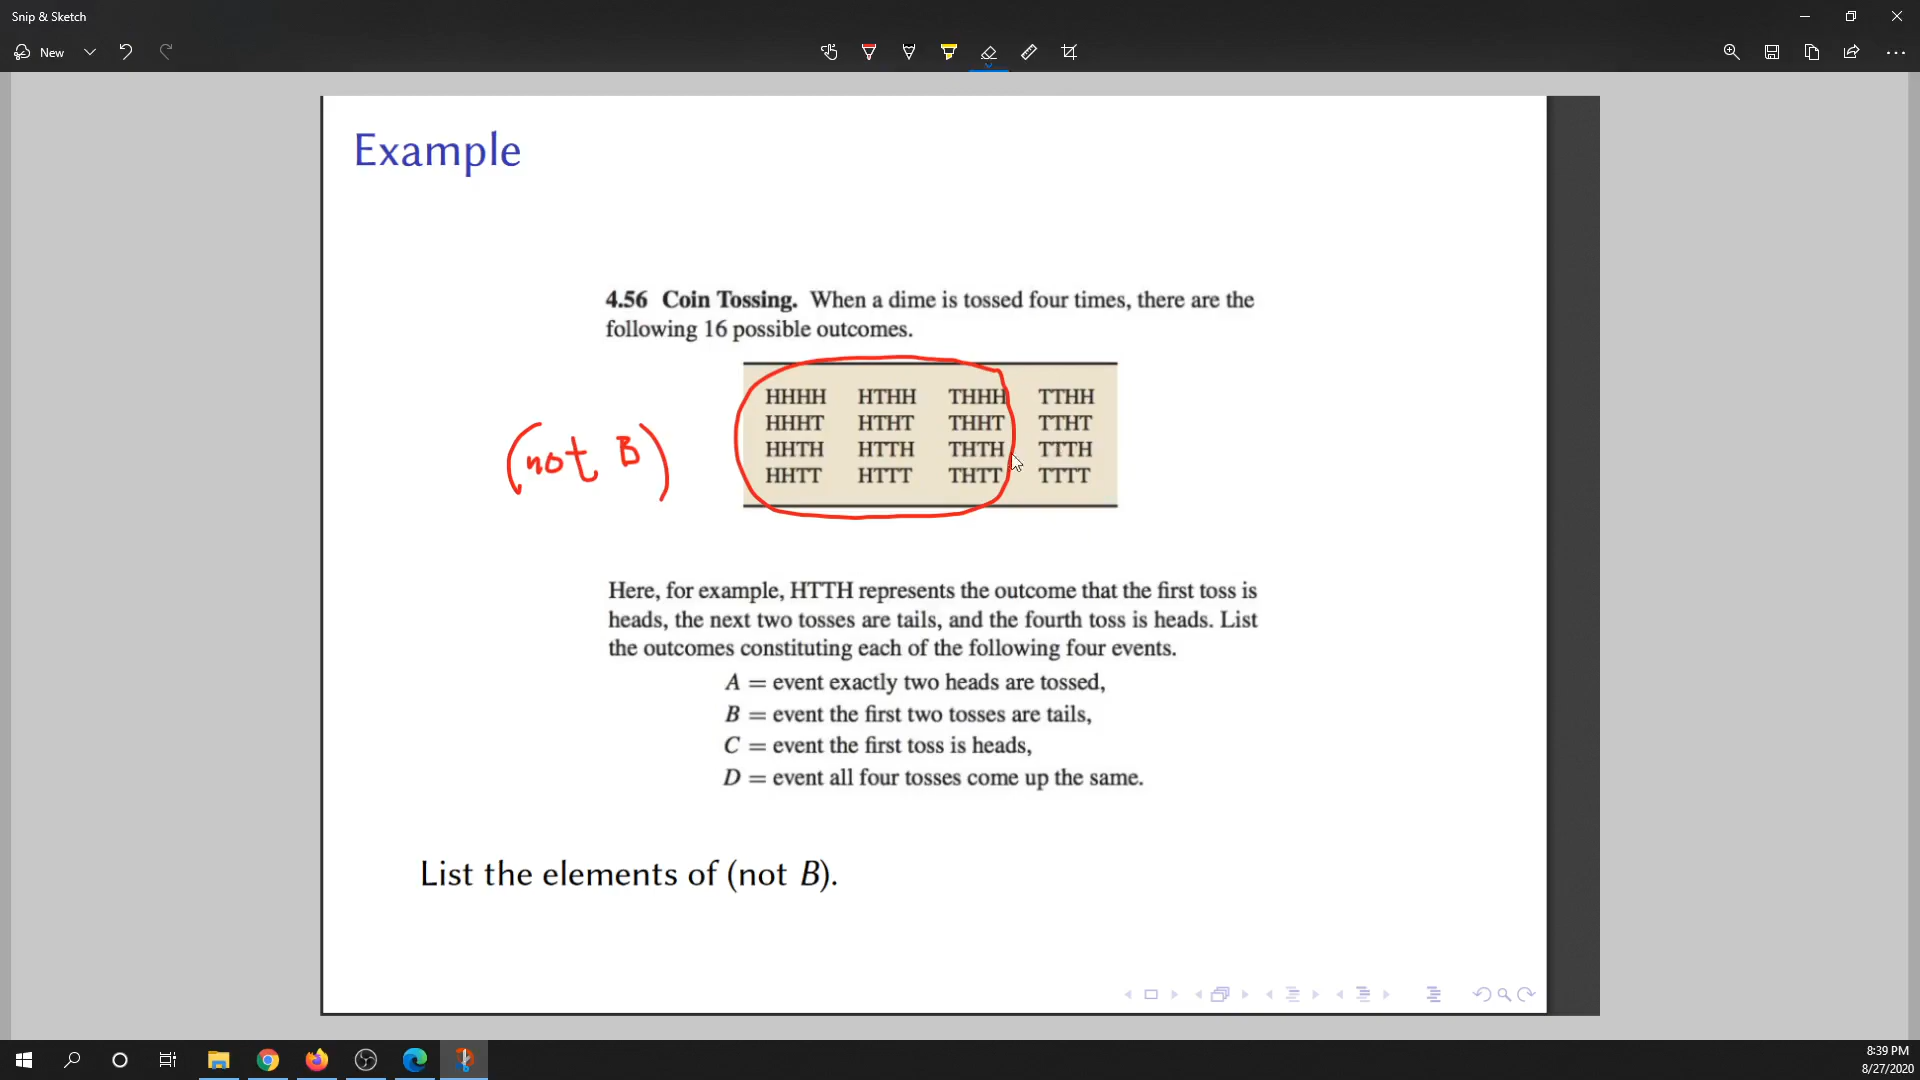 Snip & Sketch
New
Example
4.56 Coin Tossing. When a dime is tossed four times, there are the
following 16 possible outcomes.
HHHH HTHH THHH TTHH
HHHT HTHT THHT TTHT
HHTH HTTH THTH TTTH
HHTT HTTT THTT TTTT
(not B)
Here, for example, HTTH represents the outcome that the first toss is
heads, the next two tosses are tails, and the fourth toss is heads. List
the outcomes constituting each of the following four events.
A = event exactly two heads are tossed,
B = event the first two tosses are tails,
C = event the first toss is heads,
D = event all four tosses come up the same.
List the elements of (not B).
8:39 PM
8/27/2020